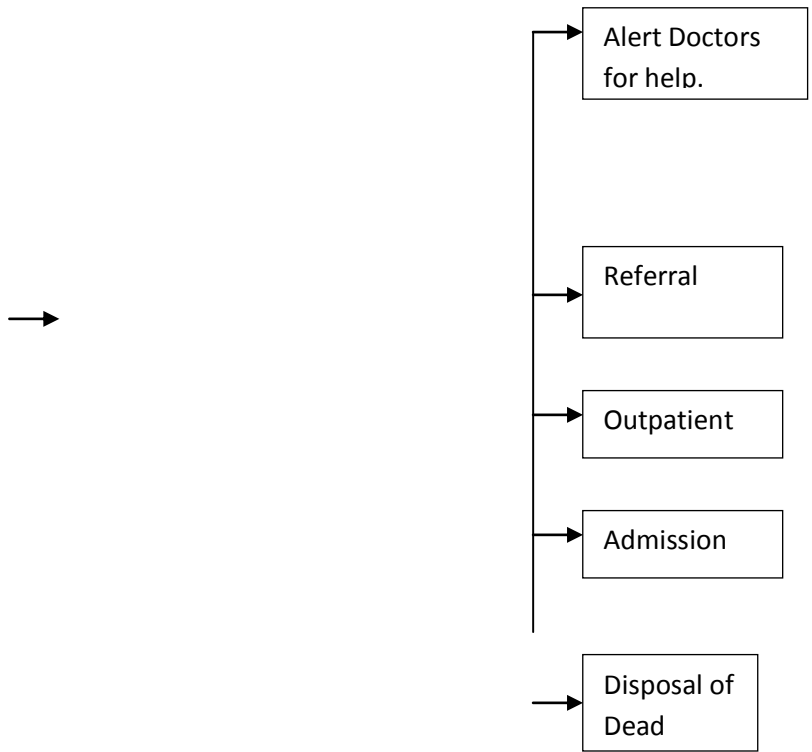 Alert Doctors
for help.
Referral
Outpatient
Admission
Disposal of
Dead